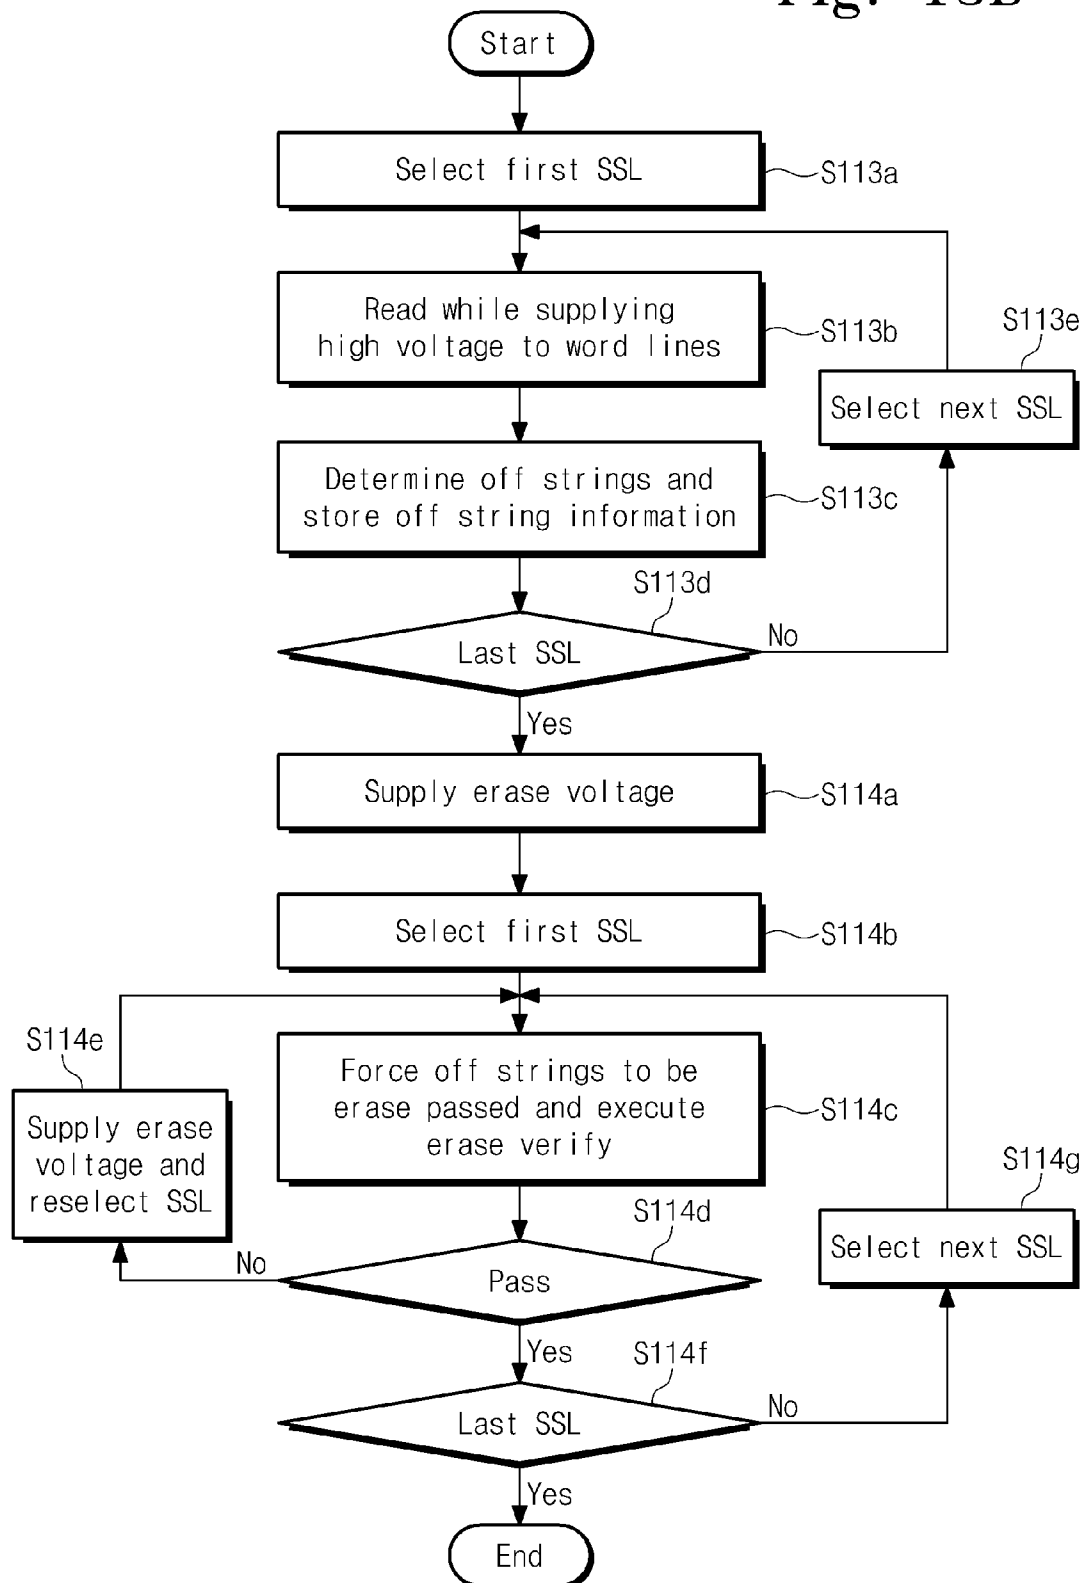 Start
Select first SSL
S113a
Read while supplying
high voltage to word lines
S113b
S113e
Select next SSL
Determine off strings and
store off string information
S113c
S113d
Last SSL
No
Yes
Supply erase voltage
S114a
Select first SSL
S114b
S114e
Supply erase
voltage and
reselect SSL
Force off strings to be
erase passed and execute
erase verify
S114c
S114g
Select next SSL
S114d
Pass
No
Yes
S114f
Last SSL
No
Yes
End